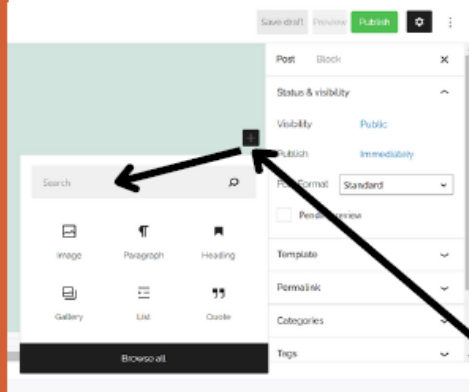 Save draft Preview Publish
Post Block
Status & visibility
Visibility Public
Publish Immediately
Post Format Standard
Pending review
Search
Image Paragraph Heading
Gallery List Quote
Browse all
Template
Permalink
Categories
Tags